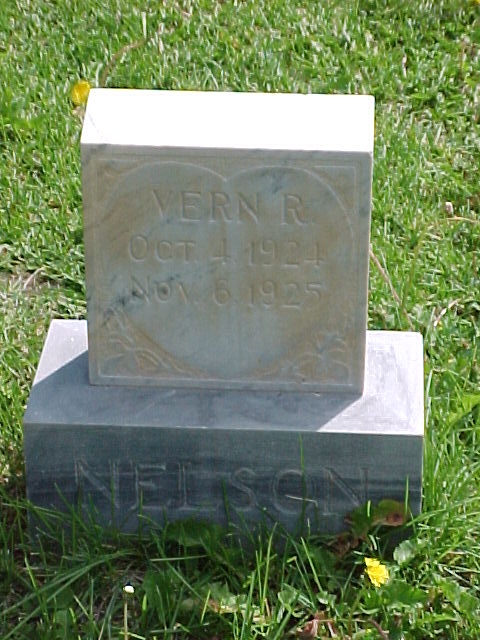 VERN R.
OCT. 4 1924
NOV. 6 1925
NELSON